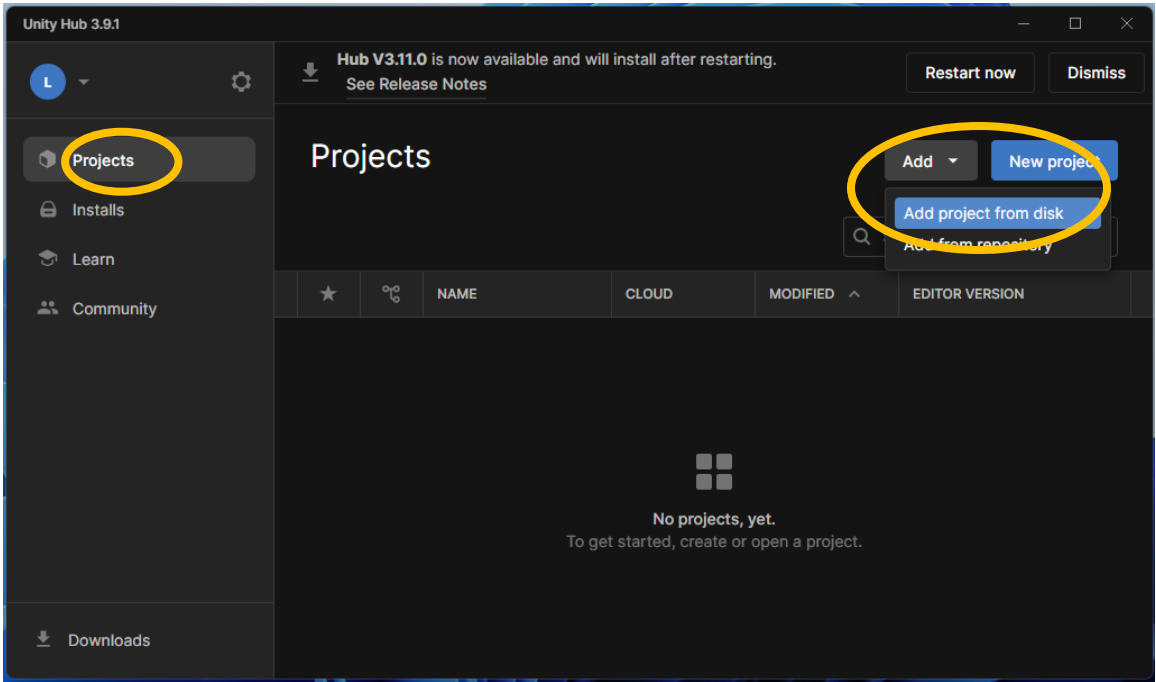 Unity Hub 3.9.1
L
Hub V3.11.0 is now available and will install after restarting.
See Release Notes
Restart now
Dismiss
Projects
Installs
Learn
Community
Downloads
Projects
Add
New project
Add project from disk
Add from repository
NAME
CLOUD
MODIFIED
EDITOR VERSION
No projects, yet.
To get started, create or open a project.